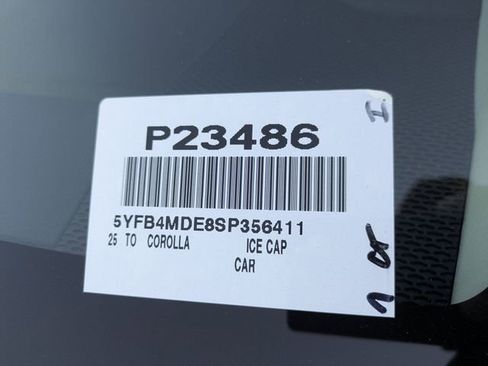 P23486
5YFB4MDE8SP356411
25 TO COROLLA ICE CAP
CAR